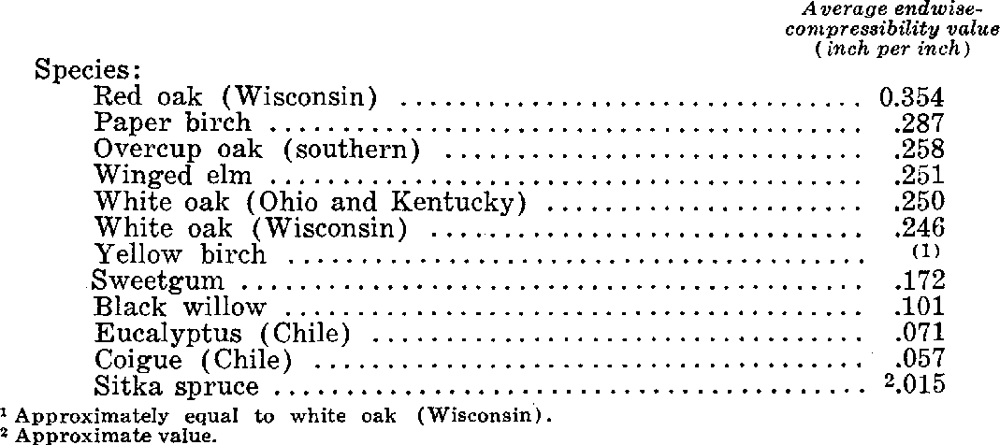 Average endwise-
compressibility value
(inch per inch)
Species:
Red oak (Wisconsin) ................................ 0.354
Paper birch ......................................... .287
Overcup oak (southern) ............................. .258
Winged elm ......................................... .251
White oak (Ohio and Kentucky) ...................... .250
White oak (Wisconsin) .............................. .246
Yellow birch ........................................ (1)
Sweetgum ........................................... .172
Black willow ........................................ .101
Eucalyptus (Chile) .................................. .071
Coigue (Chile) ...................................... .057
Sitka spruce ......................................... ².015
¹ Approximately equal to white oak (Wisconsin).
² Approximate value.